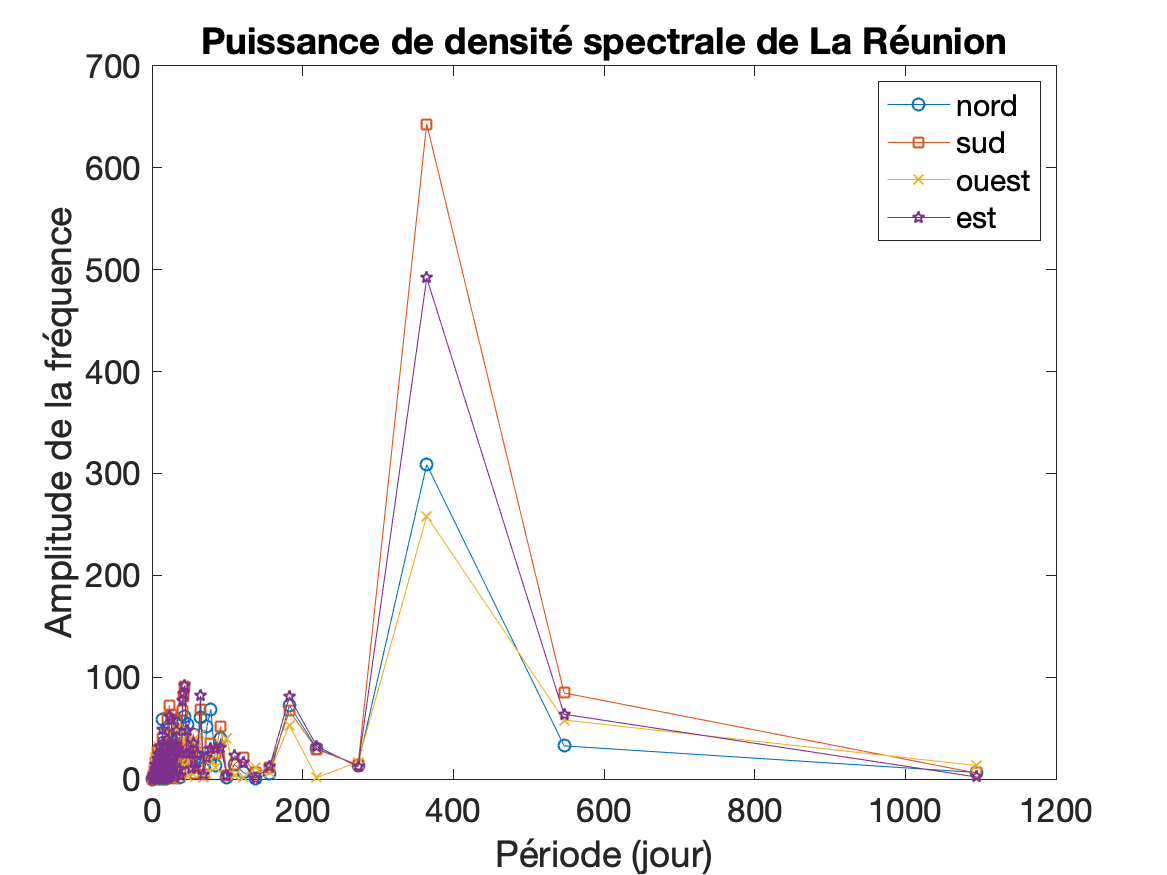 Puissance de densité spectrale de La Réunion
700
600
500
400
300
200
100
0
Amplitude de la fréquence
nord
sud
ouest
est
0 200 400 600 800 1000 1200
Période (jour)